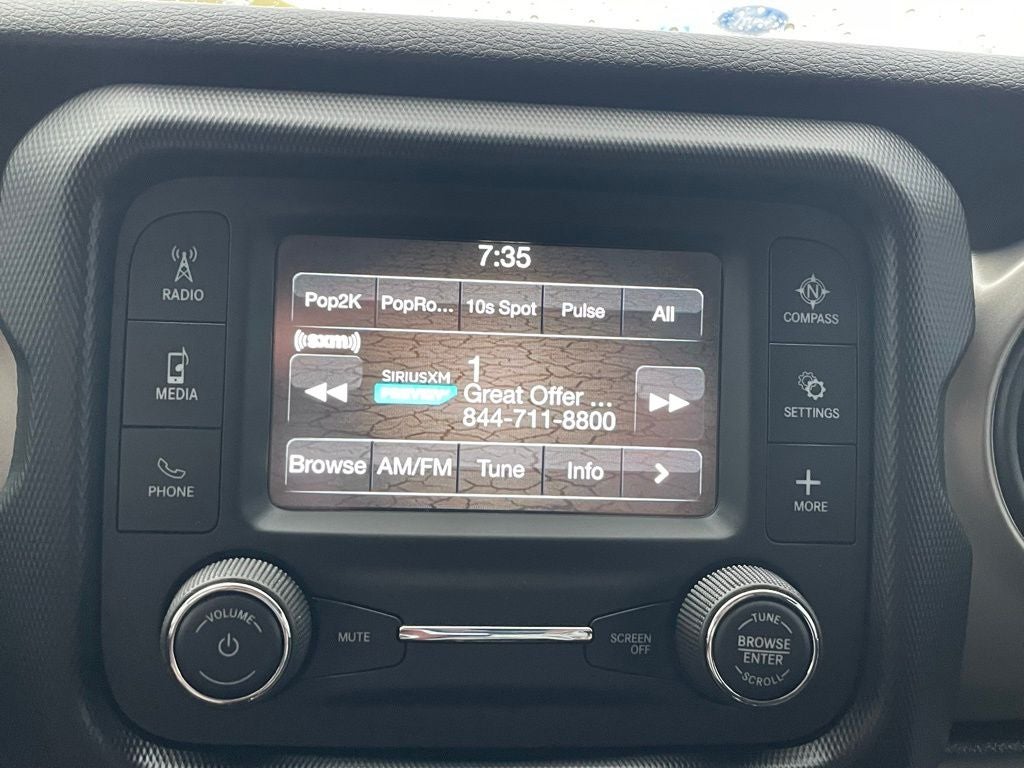 Ford
7:35
Pop2K PopRo... 10s Spot Pulse All
((sxm))
1
SIRIUSXM
PREVIEW
Great Offer ...
844-711-8800
Browse AM/FM Tune Info >
RADIO
MEDIA
PHONE
N
COMPASS
SETTINGS
+
MORE
VOLUME
MUTE
SCREEN
OFF
TUNE
BROWSE
ENTER
SCROLL